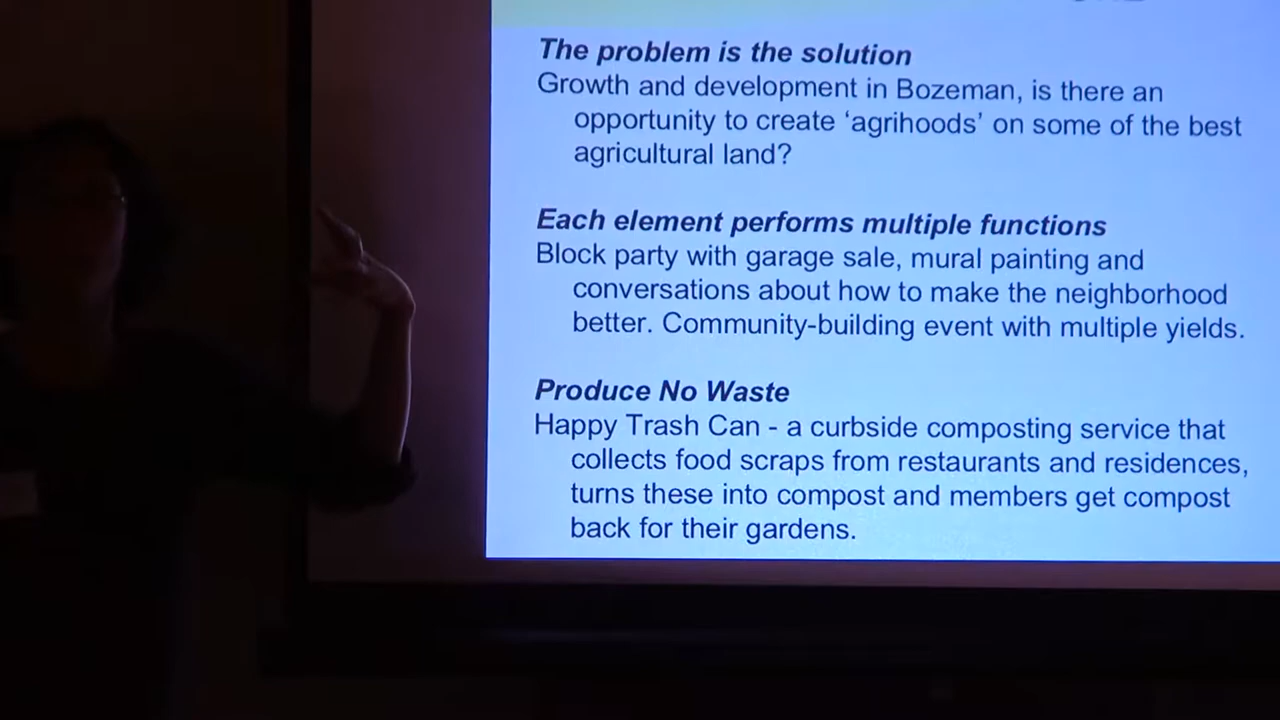 The problem is the solution
Growth and development in Bozeman, is there an
opportunity to create ‘agrihoods’ on some of the best
agricultural land?
Each element performs multiple functions
Block party with garage sale, mural painting and
conversations about how to make the neighborhood
better. Community-building event with multiple yields.
Produce No Waste
Happy Trash Can - a curbside composting service that
collects food scraps from restaurants and residences,
turns these into compost and members get compost
back for their gardens.